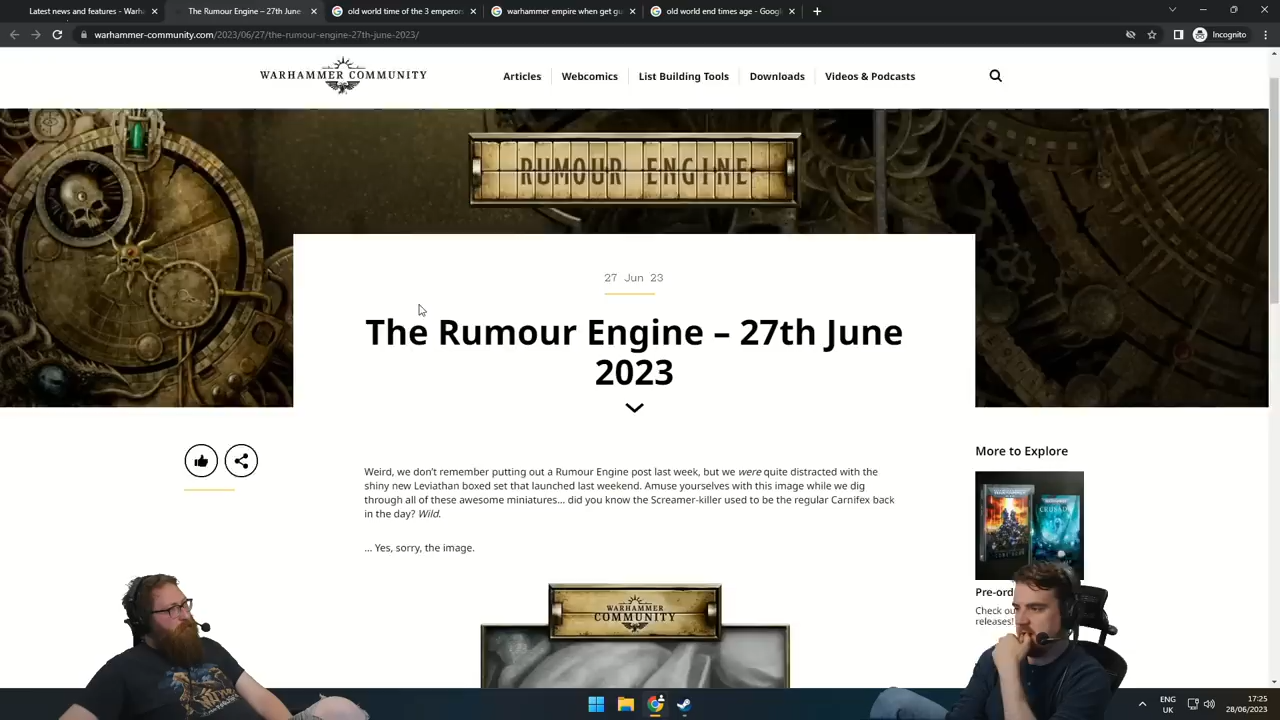 Latest news and features - Warh
The Rumour Engine – 27th June
old world time of the 3 emperors
warhammer empire when get gu
old world end times age - Googl
warhammer-community.com/2023/06/27/the-rumour-engine-27th-june-2023/
Incognito
WARHAMMER COMMUNITY
Articles
Webcomics
List Building Tools
Downloads
Videos & Podcasts
RUMOUR ENGINE
27 Jun 23
The Rumour Engine – 27th June
2023
Weird, we don't remember putting out a Rumour Engine post last week, but we were quite distracted with the
shiny new Leviathan boxed set that launched last weekend. Amuse yourselves with this image while we dig
through all of these awesome miniatures… did you know the Screamer-killer used to be the regular Carnifex back
in the day? Wild.
… Yes, sorry, the image.
WARHAMMER
COMMUNITY
More to Explore
CRUSADE
Pre-ord
Check ou
releases!
ENG
UK
17:25
28/06/2023